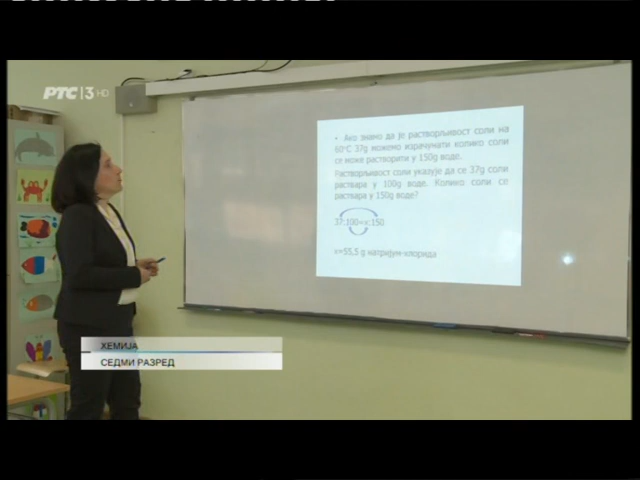 РТС 3 HD
• Ако знамо да је растворљивост соли на
60°C 37g можемо израчунати колико соли
се може растворити у 150g воде.
Растворљивост соли указује да се 37g соли
раствара у 100g воде. Колико соли се
раствара у 150g воде?
37:100=x:150
x=55,5 g натријум-хлорида
ХЕМИЈА
СЕДМИ РАЗРЕД